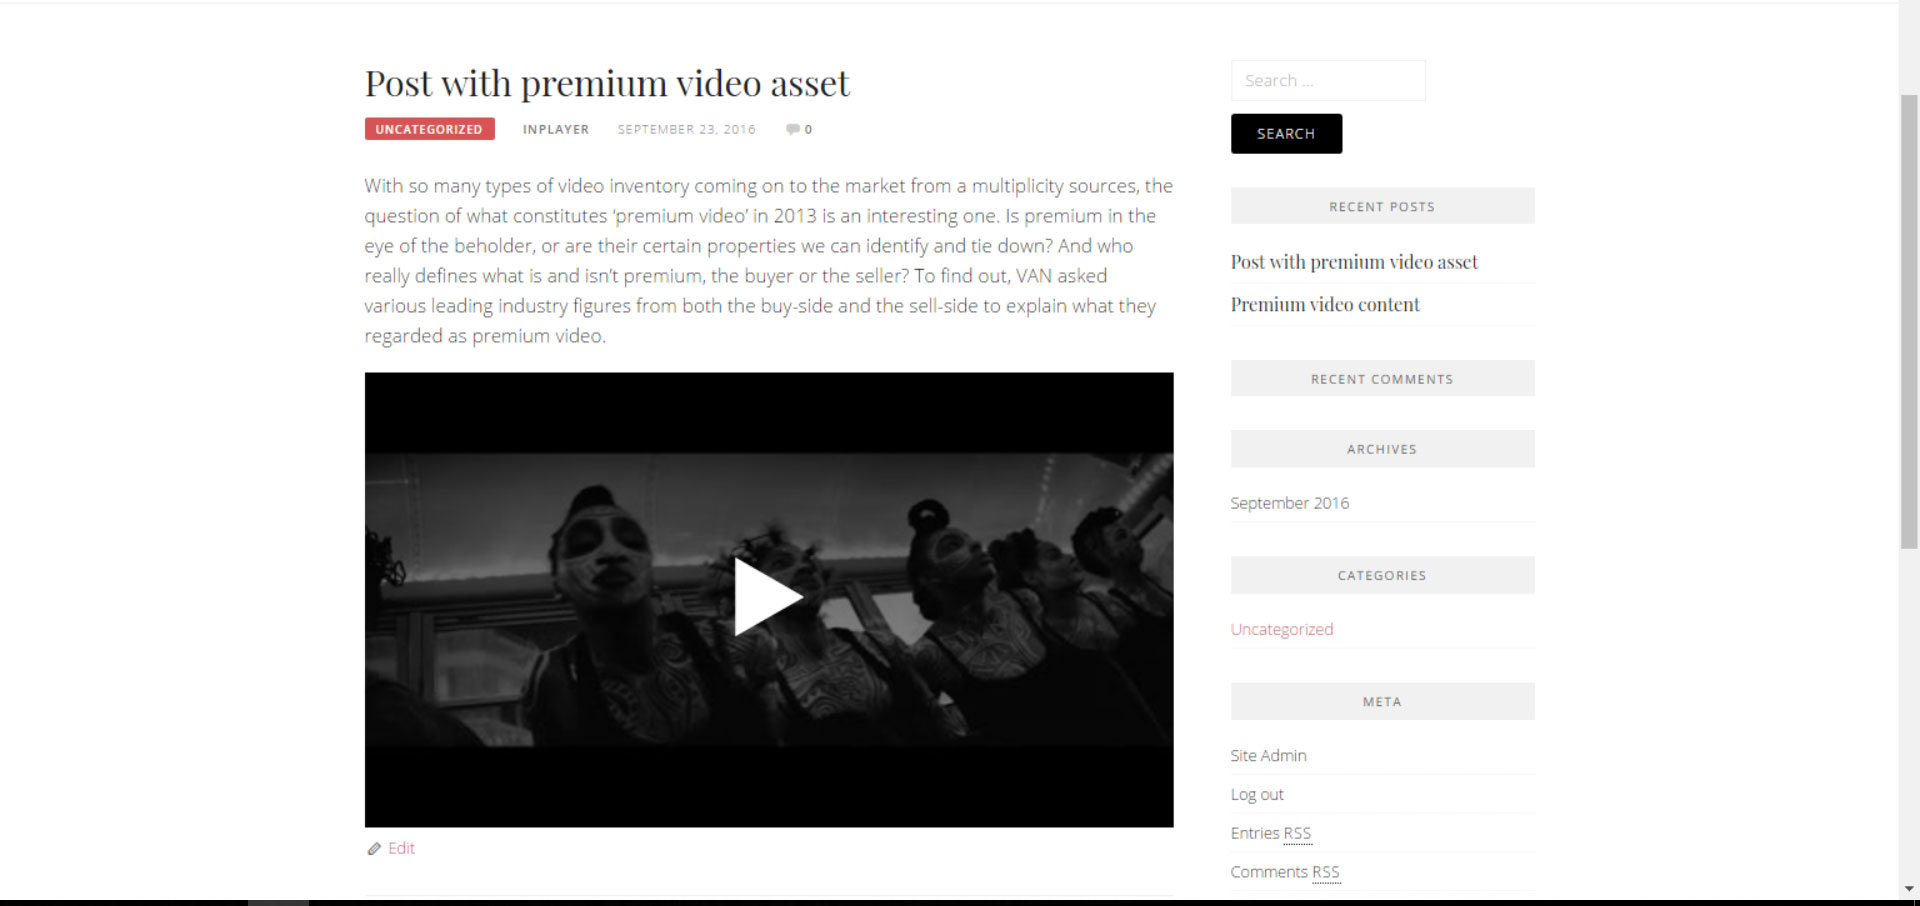 Post with premium video asset
UNCATEGORIZED INPLAYER SEPTEMBER 23, 2016 0
With so many types of video inventory coming on to the market from a multiplicity sources, the
question of what constitutes ‘premium video’ in 2013 is an interesting one. Is premium in the
eye of the beholder, or are their certain properties we can identify and tie down? And who
really defines what is and isn’t premium, the buyer or the seller? To find out, VAN asked
various leading industry figures from both the buy-side and the sell-side to explain what they
regarded as premium video.
Edit
Search ...
SEARCH
RECENT POSTS
Post with premium video asset
Premium video content
RECENT COMMENTS
ARCHIVES
September 2016
CATEGORIES
Uncategorized
META
Site Admin
Log out
Entries RSS
Comments RSS